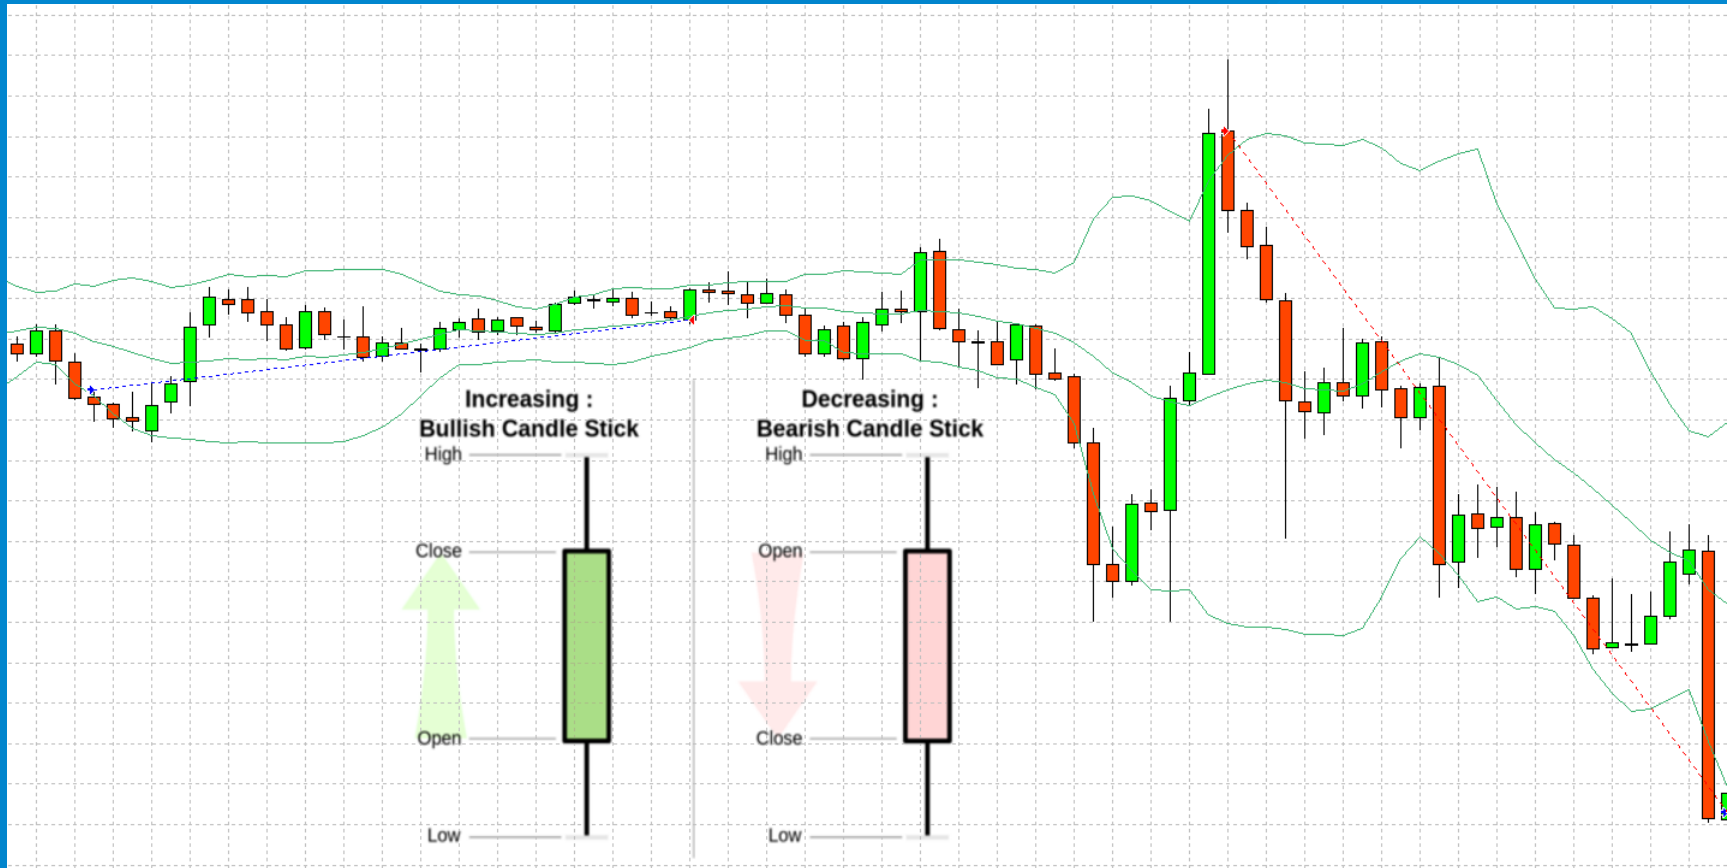 Increasing :
Bullish Candle Stick
High
Close
Open
Low
Decreasing :
Bearish Candle Stick
High
Open
Close
Low